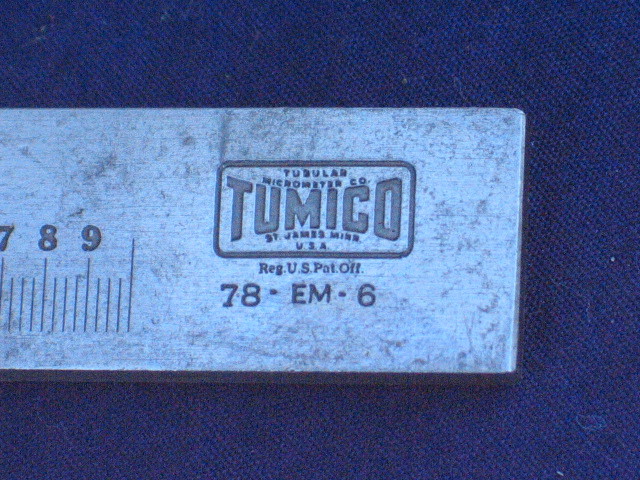 TUBULAR
MICROMETER CO.
TUMICO
ST. JAMES MINN.
U.S.A.
Reg.U.S.Pat.Off.
78 - EM - 6
7 8 9